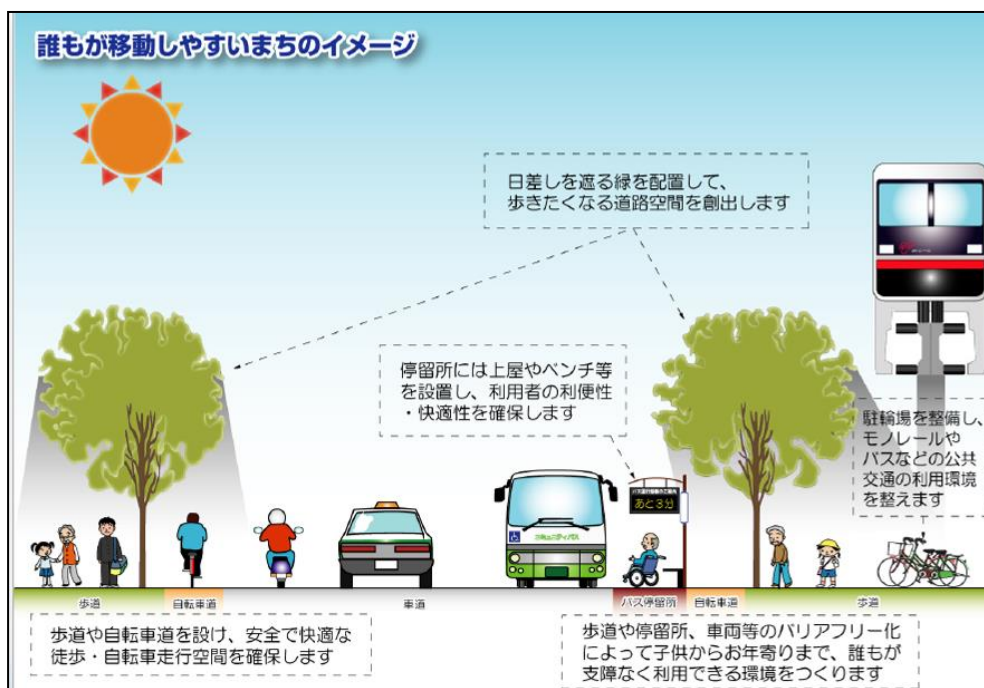 誰もが移動しやすいまちのイメージ
日差しを遮る緑を配置して、
歩きたくなる道路空間を創出します
停留所には上屋やベンチ等
を設置し、利用者の利便性
・快適性を確保します
駐輪場を整備し、
モノレールや
バスなどの公共
交通の利用環境
を整えます
あと3分
コミュニティバス
歩道
自転車道
車道
バス停留所
自転車道
歩道
歩道や自転車道を設け、安全で快適な
徒歩・自転車走行空間を確保します
歩道や停留所、車両等のバリアフリー化
によって子供からお年寄りまで、誰もが
支障なく利用できる環境をつくります